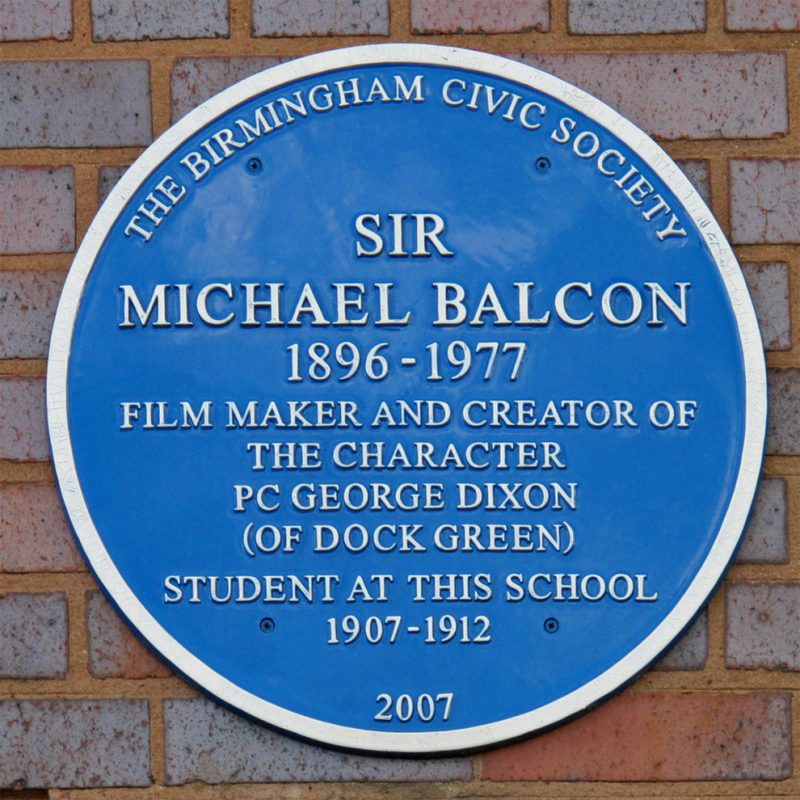 THE BIRMINGHAM CIVIC SOCIETY
SIR
MICHAEL BALCON
1896-1977
FILM MAKER AND CREATOR OF
THE CHARACTER
PC GEORGE DIXON
(OF DOCK GREEN)
STUDENT AT THIS SCHOOL
1907-1912
2007